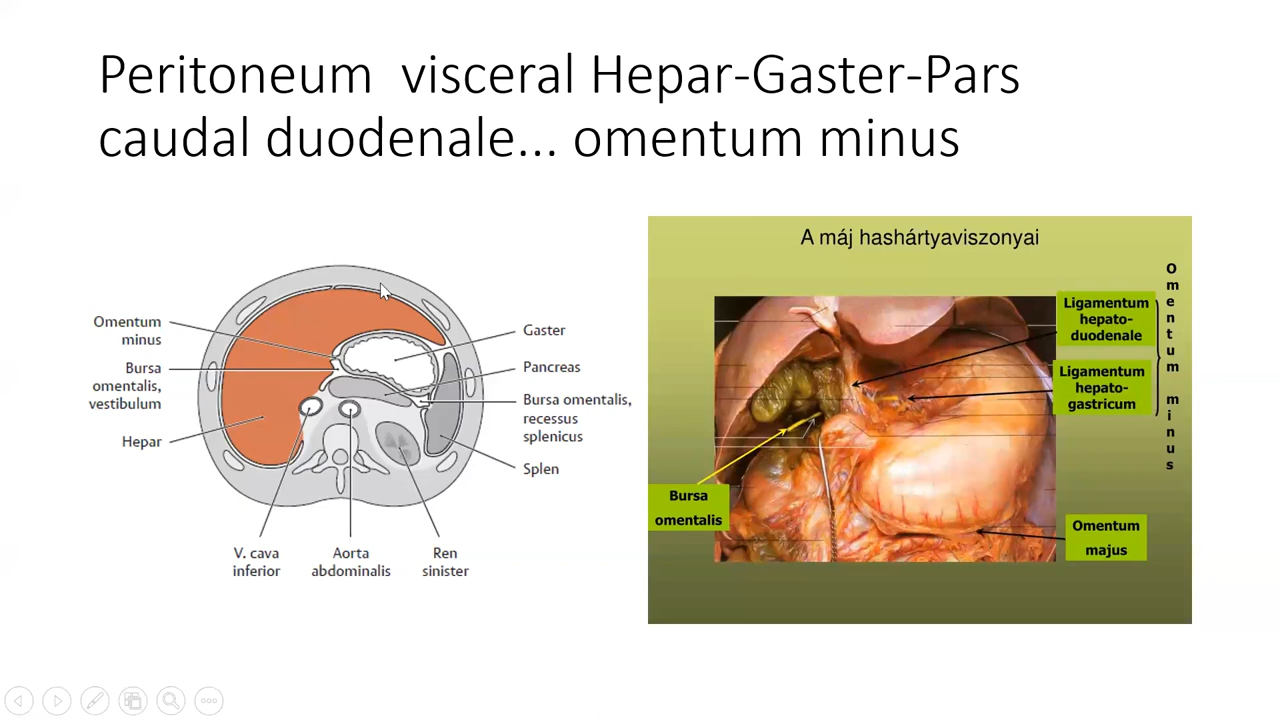 Peritoneum  visceral Hepar-Gaster-Pars
caudal duodenale... omentum minus
Omentum
minus
Bursa
omentalis,
vestibulum
Hepar
Gaster
Pancreas
Bursa omentalis,
recessus
splenicus
Splen
V. cava
inferior
Aorta
abdominalis
Ren
sinister
A máj hashártyaviszonyai
Ligamentum
hepato-
duodenale
Ligamentum
hepato-
gastricum
Omentum minus
Bursa
omentalis
Omentum
majus